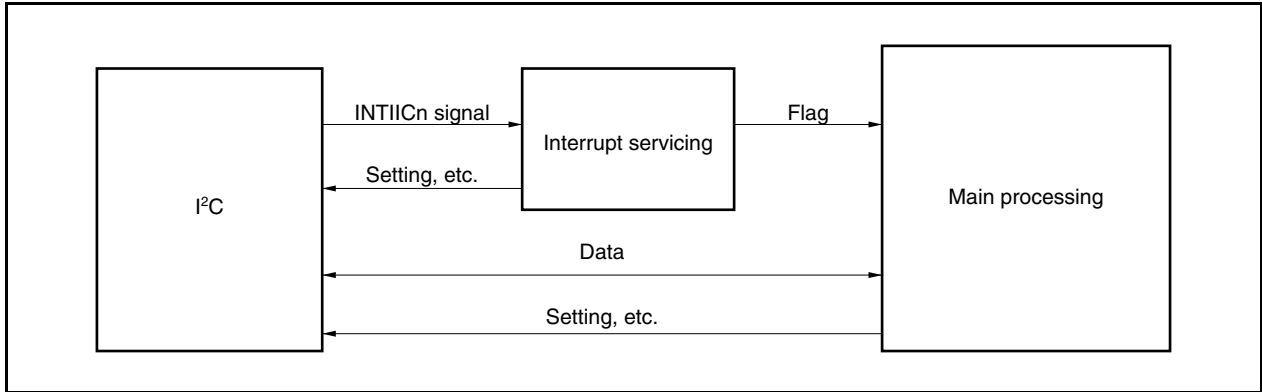 INTIICn signal
Flag
Interrupt servicing
Setting, etc.
I²C
Main processing
Data
Setting, etc.